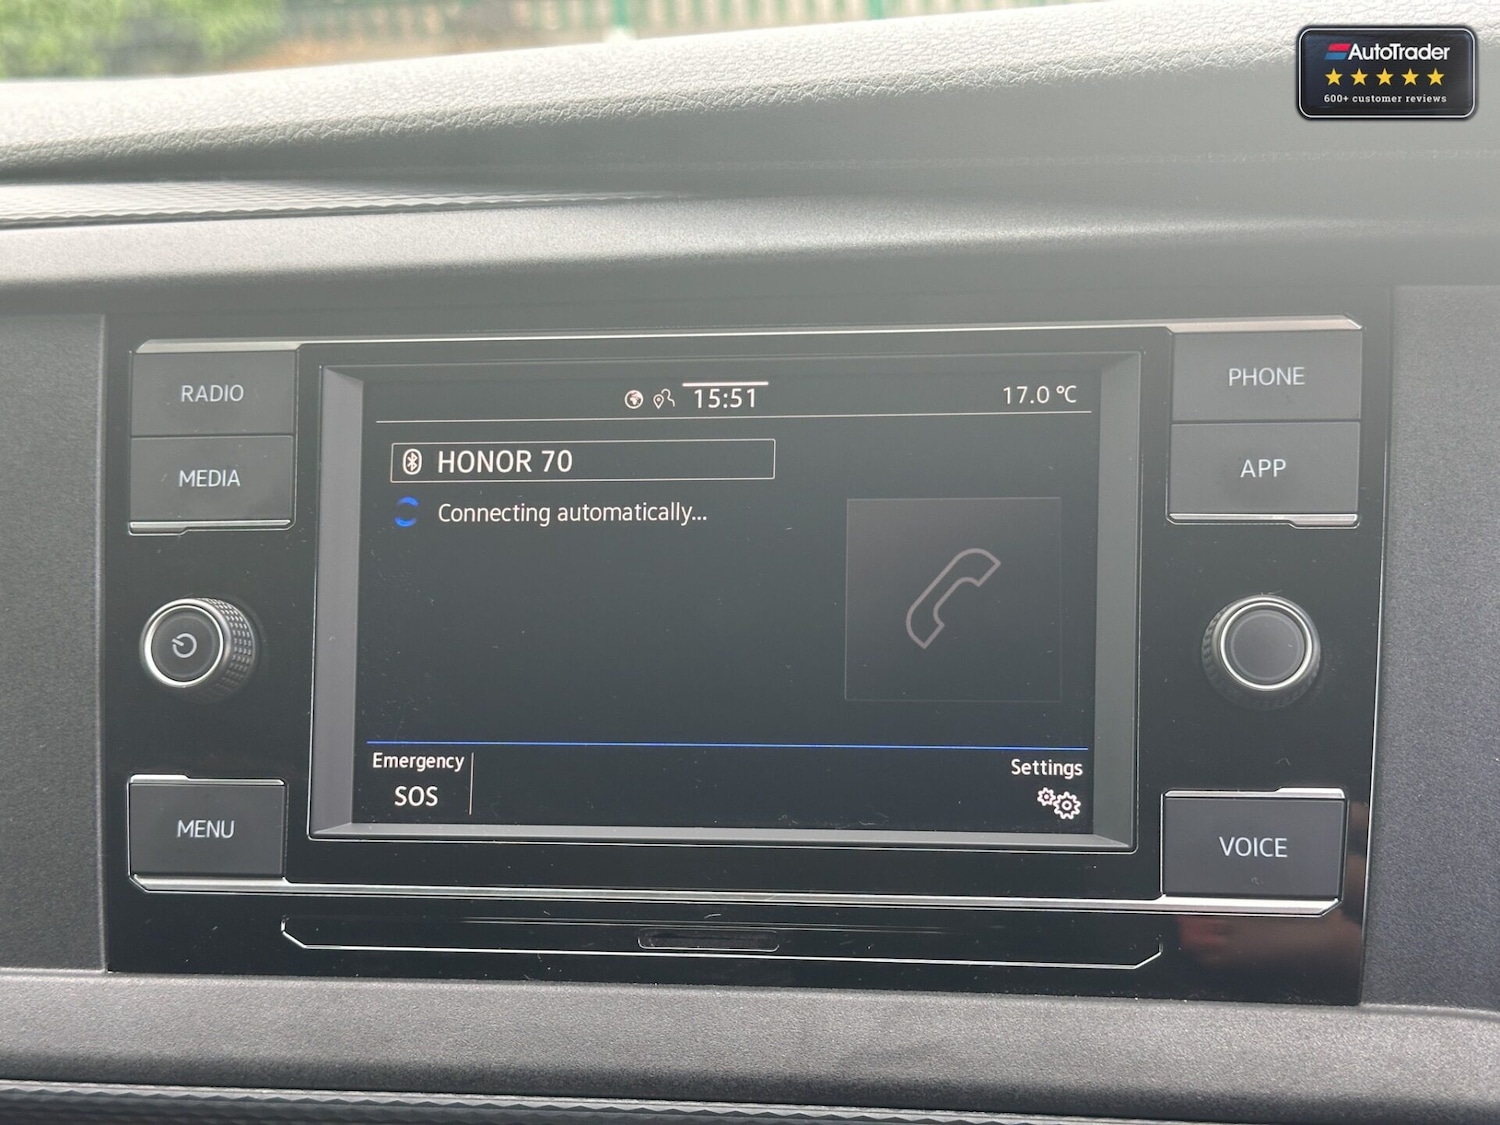 AutoTrader
600+ customer reviews
RADIO
MEDIA
MENU
15:51
17.0 °C
HONOR 70
Connecting automatically...
Emergency
SOS
Settings
PHONE
APP
VOICE